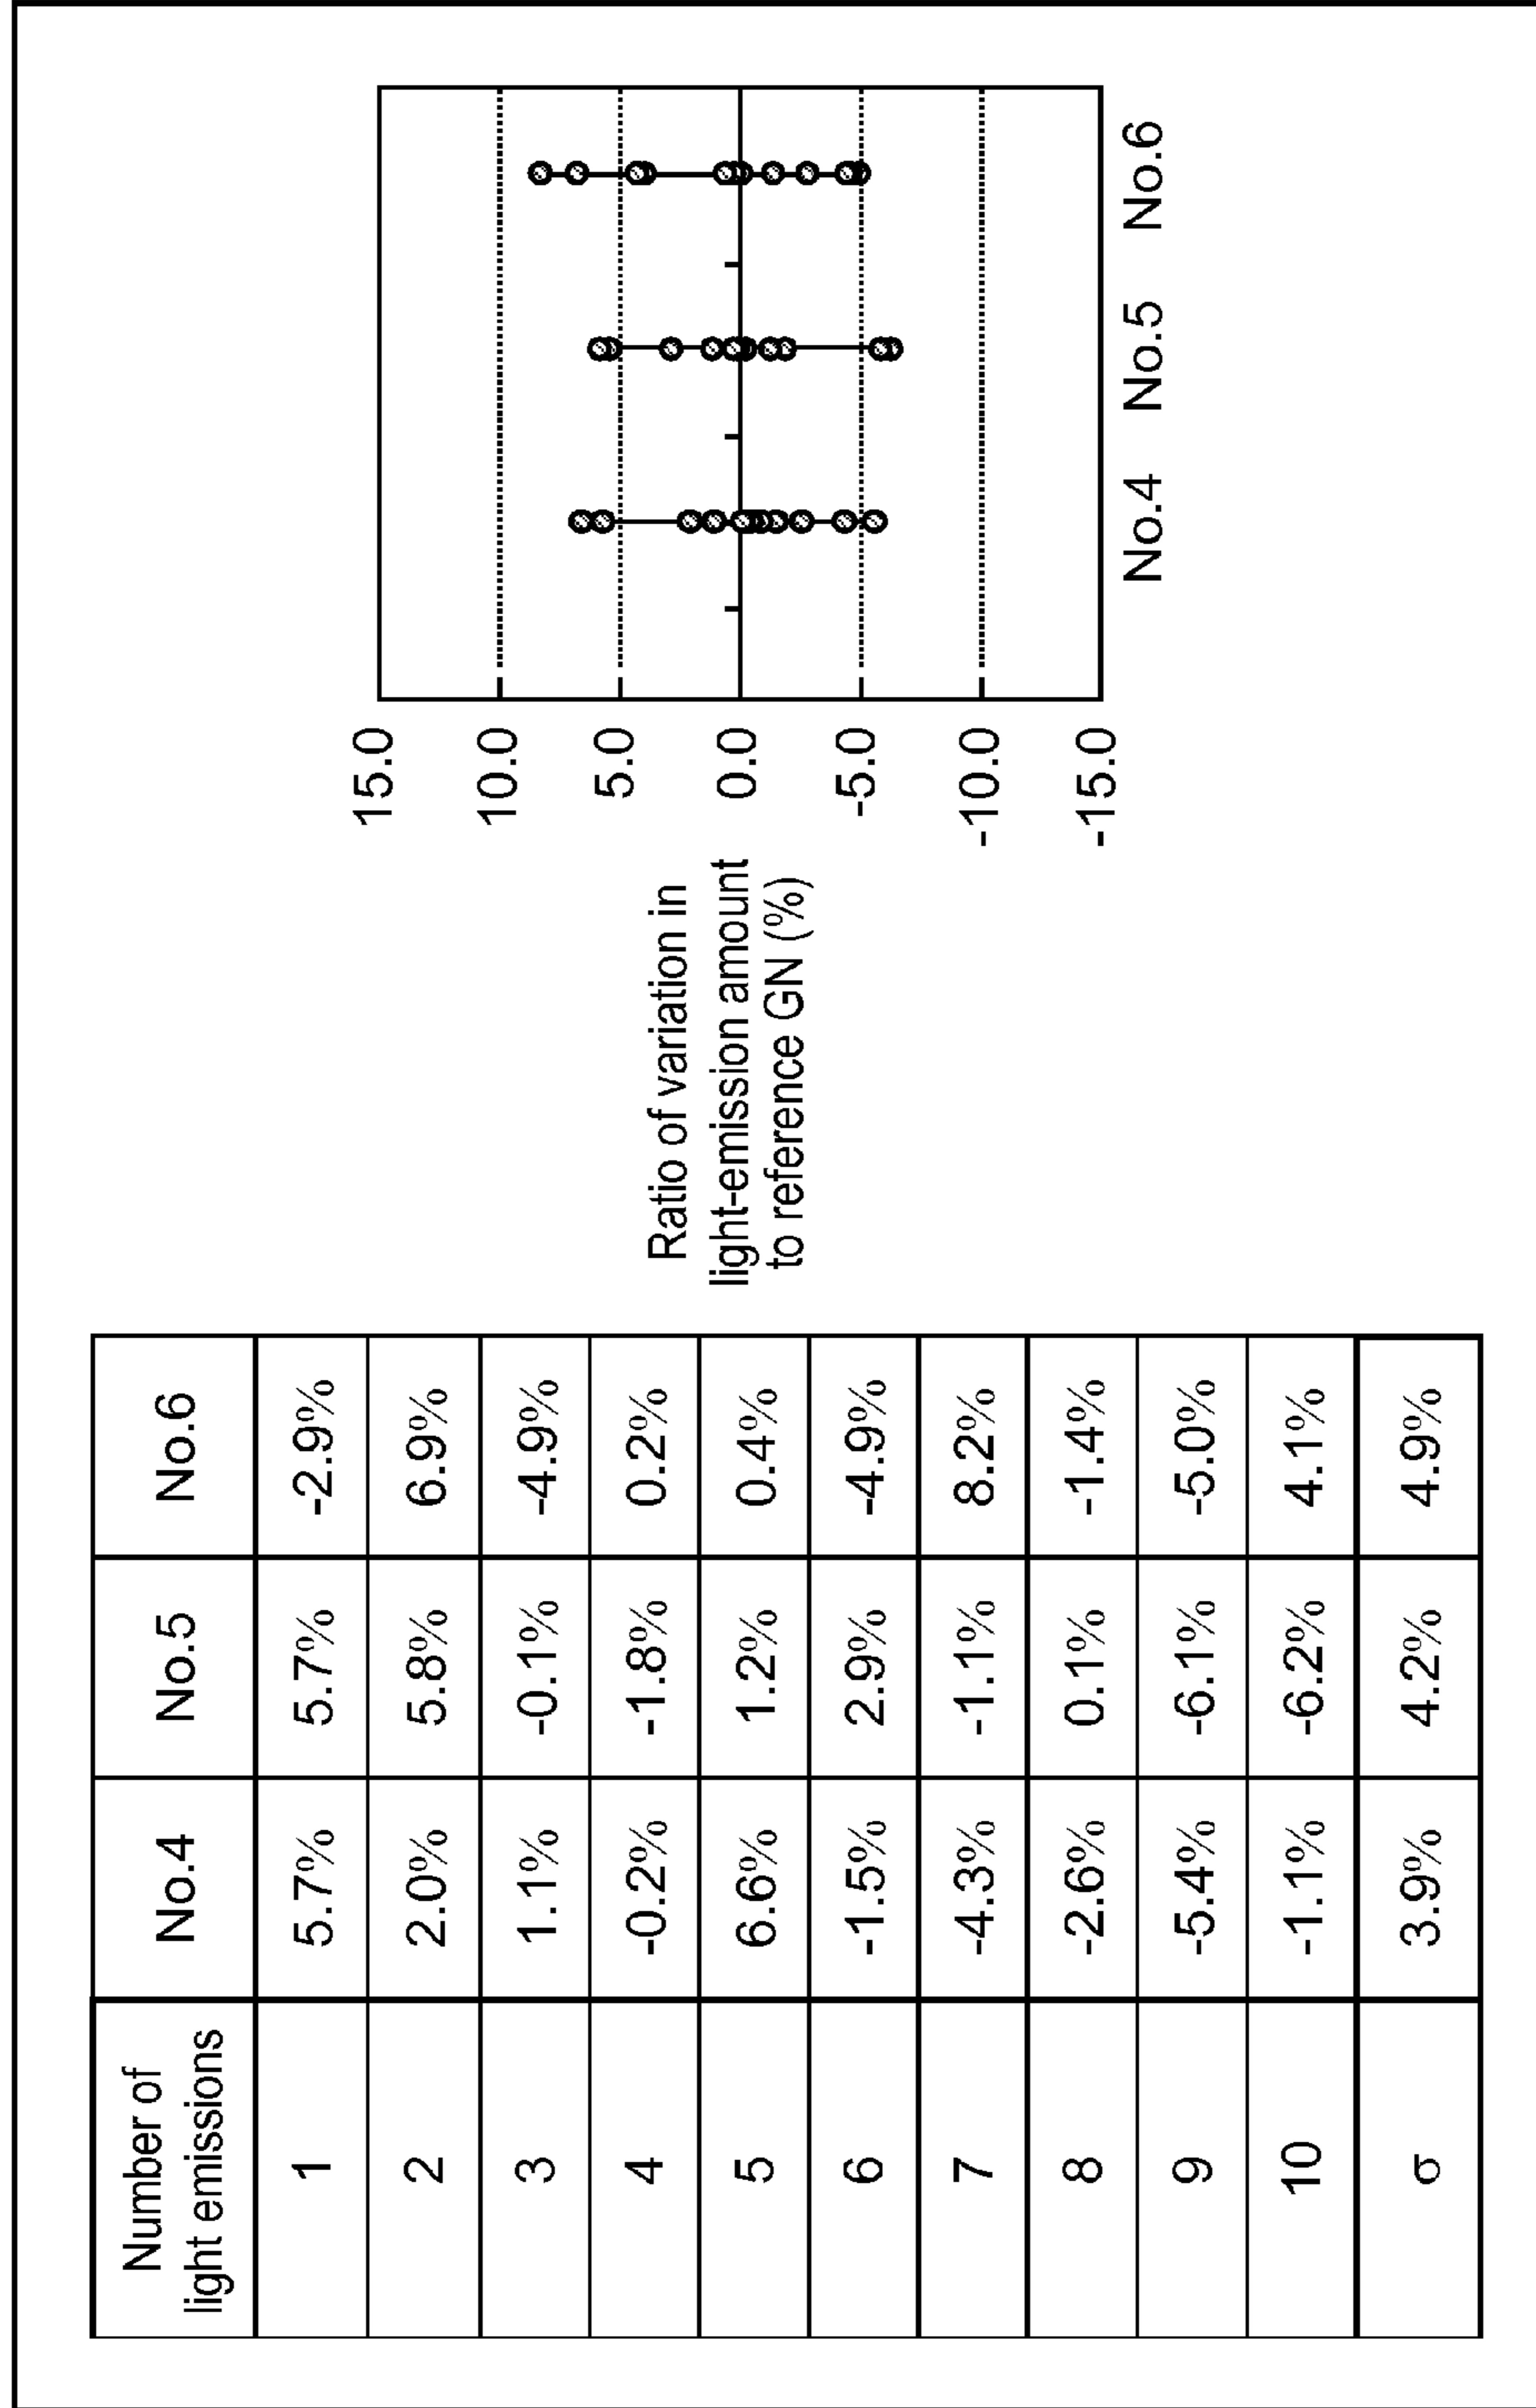 Number of
light emissions
No.4
No.5
No.6
1 5.7% 5.7% -2.9%
2 2.0% 5.8% 6.9%
3 1.1% -0.1% -4.9%
4 -0.2% -1.8% 0.2%
5 6.6% 1.2% 0.4%
6 -1.5% 2.9% -4.9%
7 -4.3% -1.1% 8.2%
8 -2.6% 0.1% -1.4%
9 -5.4% -6.1% -5.0%
10 -1.1% -6.2% 4.1%
σ 3.9% 4.2% 4.9%
Ratio of variation in
light-emission amount
to reference GN (%)
15.0
10.0
5.0
0.0
-5.0
-10.0
-15.0
No.4 No.5 No.6